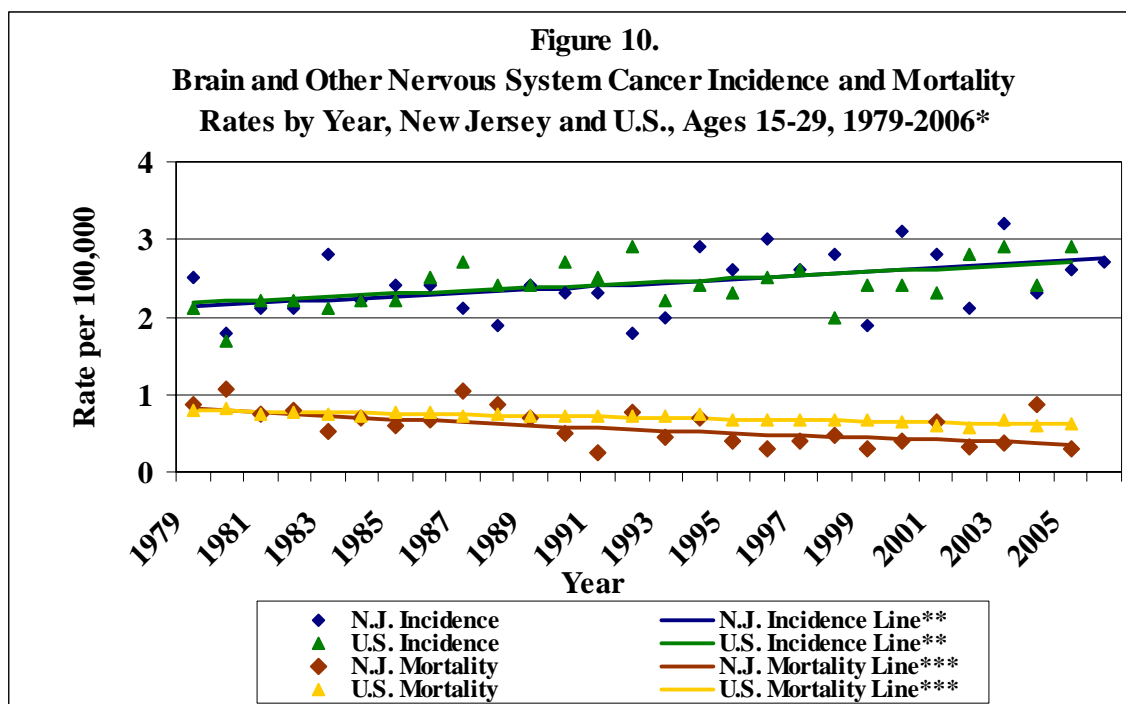 Figure 10.
Brain and Other Nervous System Cancer Incidence and Mortality
Rates by Year, New Jersey and U.S., Ages 15-29, 1979-2006*
Rate per 100,000
4
3
2
1
0
1979
1981
1983
1985
1987
1989
1991
1993
1995
1997
1999
2001
2003
2005
Year
N.J. Incidence
N.J. Incidence Line**
U.S. Incidence
U.S. Incidence Line**
N.J. Mortality
N.J. Mortality Line***
U.S. Mortality
U.S. Mortality Line***